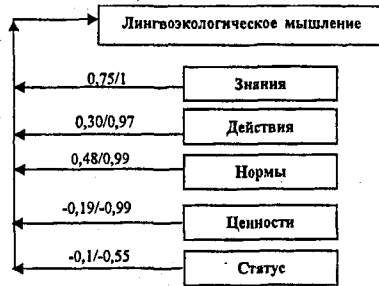 Лингвоэкологическое мышление
0,75/1 Знания
0,30/0,97 Действия
0,48/0,99 Нормы
-0,19/-0,99 Ценности
-0,1/-0,55 Статус